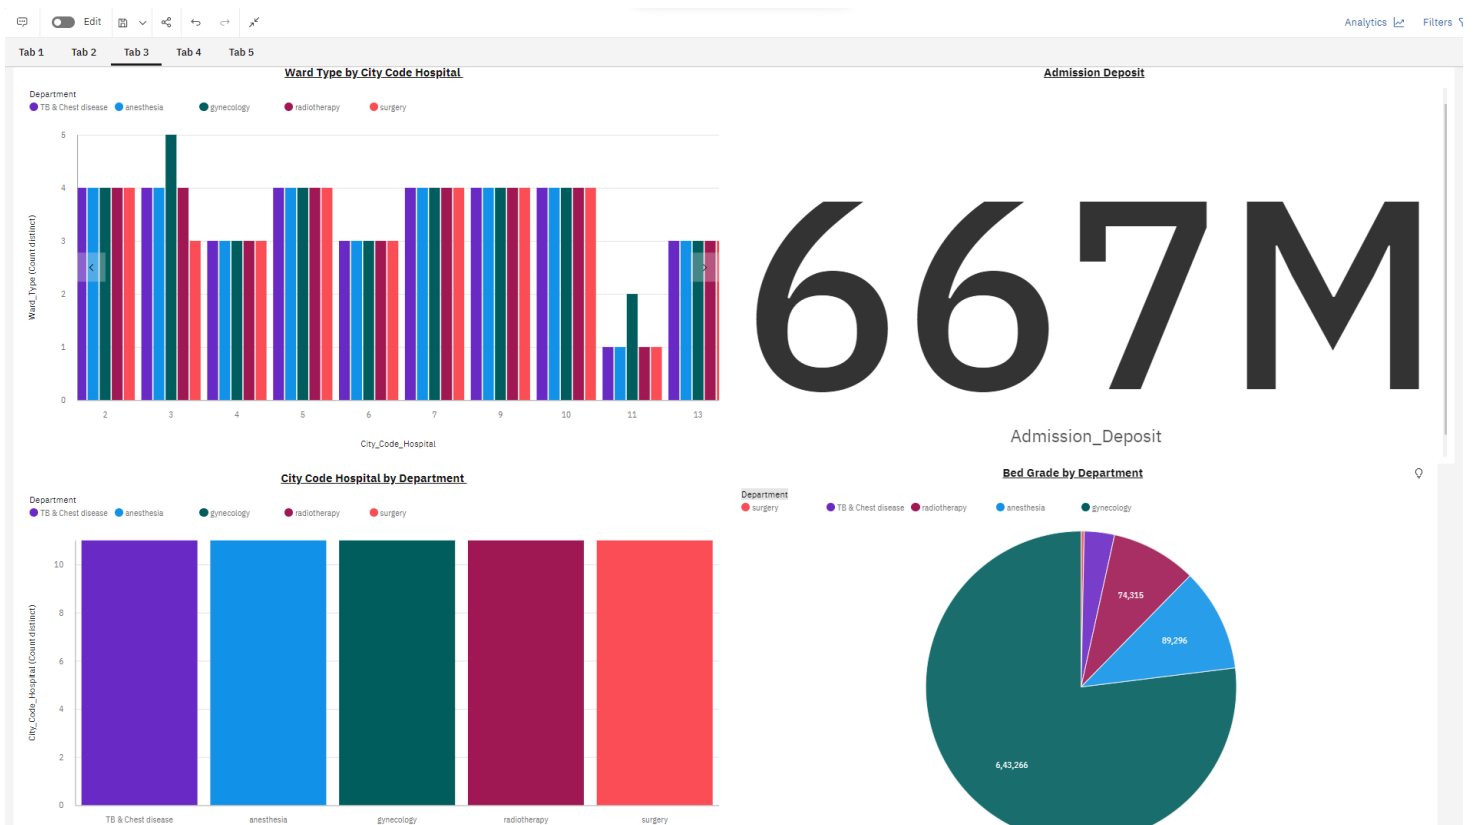 Edit
Analytics
Filters
Tab 1 Tab 2 Tab 3 Tab 4 Tab 5
Ward Type by City Code Hospital
Department
TB & Chest disease anesthesia gynecology radiotherapy surgery
Ward_Type (Count distinct)
5
4
3
2
1
0
2 3 4 5 6 7 9 10 11 13
City_Code_Hospital
Admission Deposit
667M
Admission_Deposit
City Code Hospital by Department
Department
TB & Chest disease anesthesia gynecology radiotherapy surgery
City_Code_Hospital (Count distinct)
10
8
6
4
2
0
TB & Chest disease anesthesia gynecology radiotherapy surgery
Bed Grade by Department
Department
surgery TB & Chest disease radiotherapy anesthesia gynecology
74,315
89,296
6,43,266